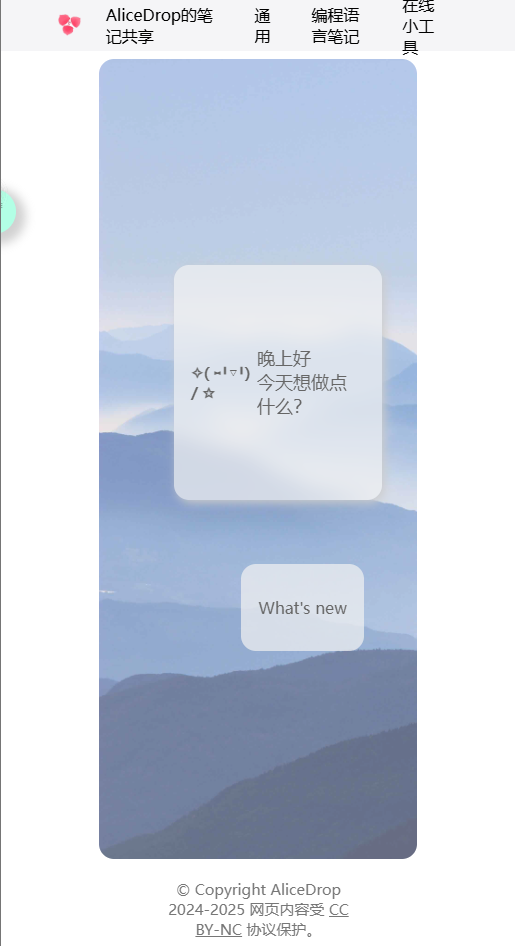 AliceDrop的笔
记共享
通
用
编程语
言笔记
在线
小工
具
晚上好
今天想做点
什么?
✧(⑅╹▽╹)
/ ☆
What's new
© Copyright AliceDrop
2024-2025 网页内容受 CC
BY-NC 协议保护。